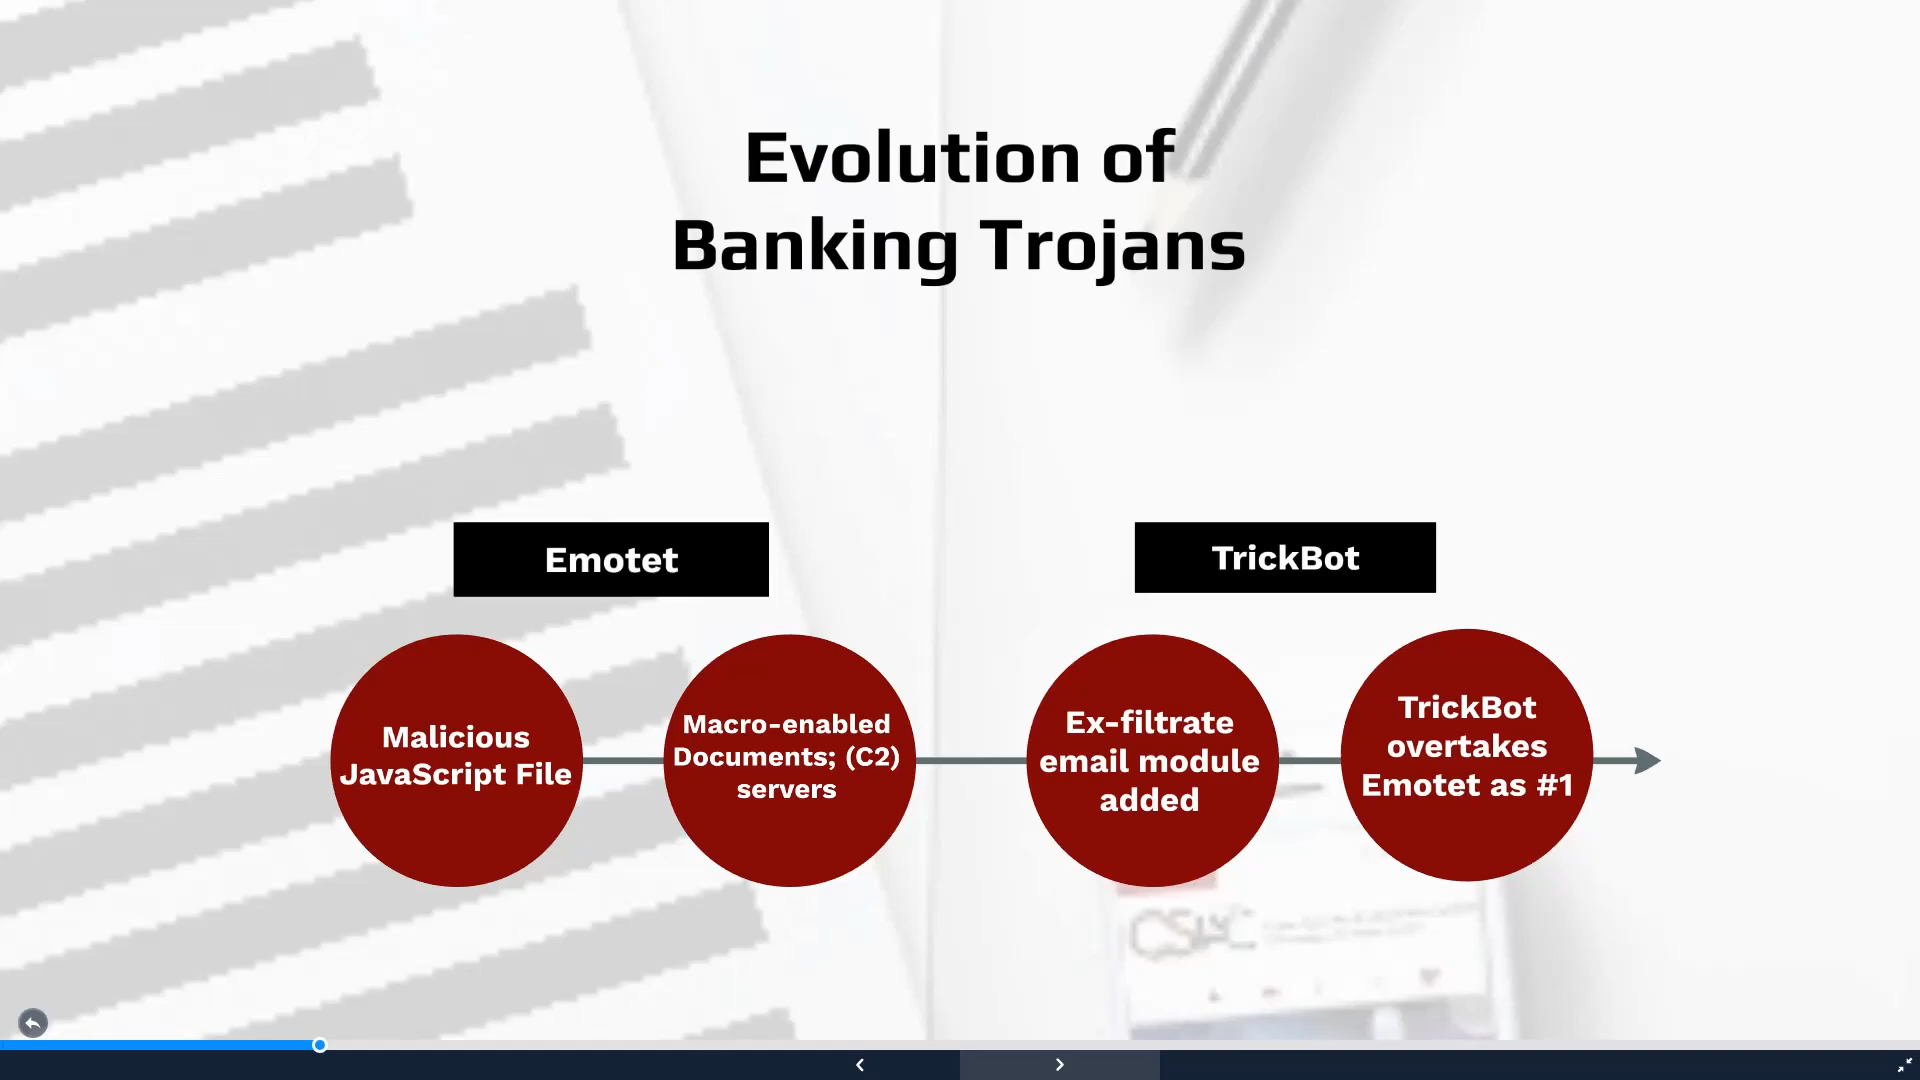 Evolution of
Banking Trojans
Emotet
TrickBot
Malicious
JavaScript File
Macro-enabled
Documents; (C2)
servers
Ex-filtrate
email module
added
TrickBot
overtakes
Emotet as #1